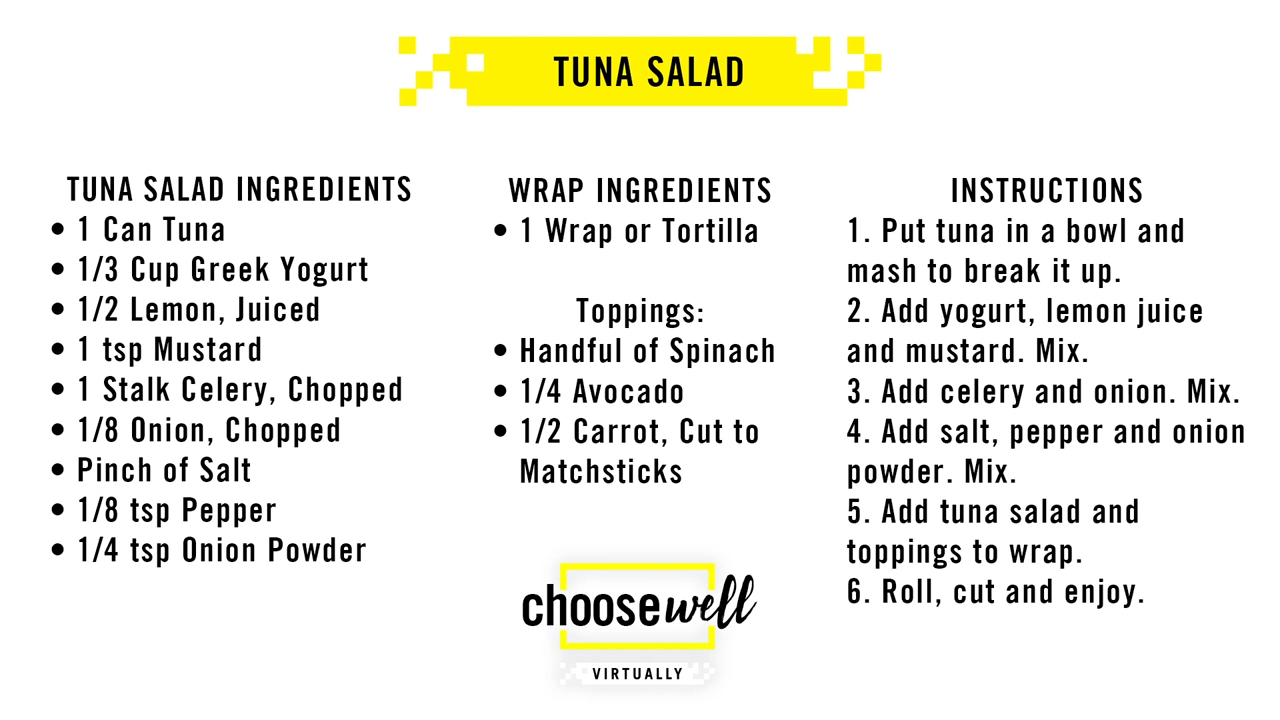 TUNA SALAD
TUNA SALAD INGREDIENTS
• 1 Can Tuna
• 1/3 Cup Greek Yogurt
• 1/2 Lemon, Juiced
• 1 tsp Mustard
• 1 Stalk Celery, Chopped
• 1/8 Onion, Chopped
• Pinch of Salt
• 1/8 tsp Pepper
• 1/4 tsp Onion Powder
WRAP INGREDIENTS
• 1 Wrap or Tortilla
Toppings:
• Handful of Spinach
• 1/4 Avocado
• 1/2 Carrot, Cut to
Matchsticks
INSTRUCTIONS
1. Put tuna in a bowl and
mash to break it up.
2. Add yogurt, lemon juice
and mustard. Mix.
3. Add celery and onion. Mix.
4. Add salt, pepper and onion
powder. Mix.
5. Add tuna salad and
toppings to wrap.
6. Roll, cut and enjoy.
choosewell
VIRTUALLY